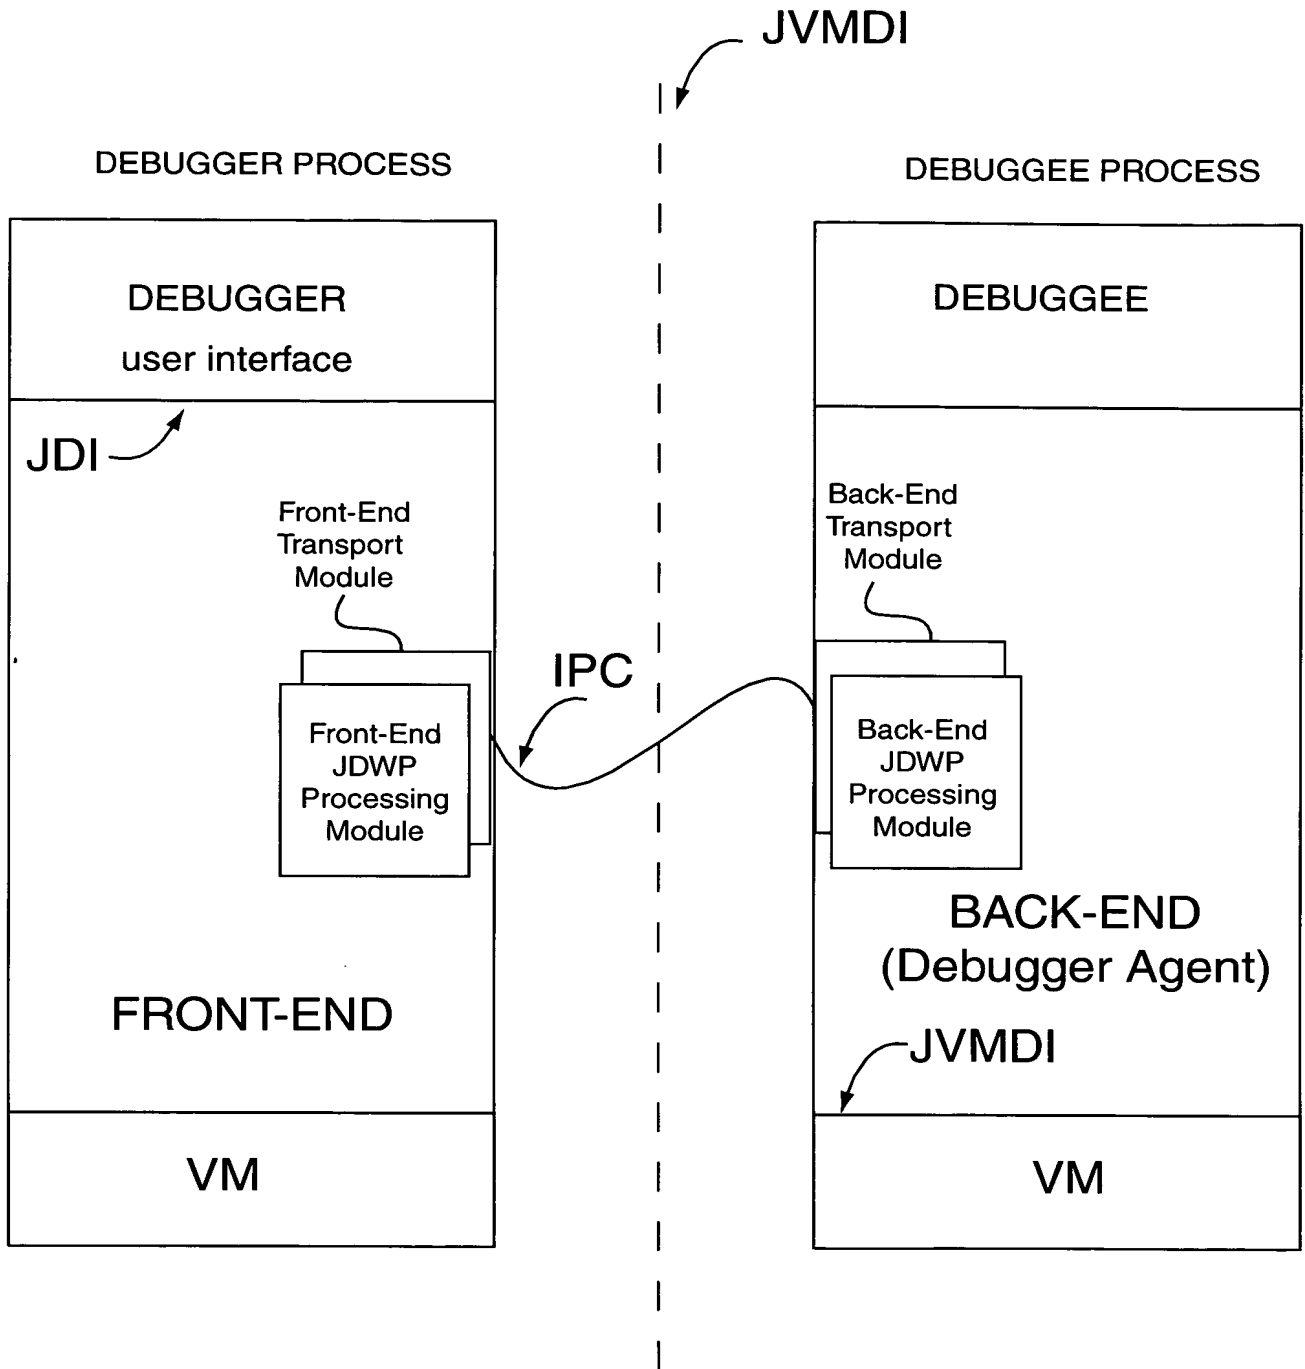 JVMDI
DEBUGGER PROCESS
DEBUGGEE PROCESS
DEBUGGER
user interface
JDI
Front-End
Transport
Module
Front-End
JDWP
Processing
Module
FRONT-END
VM
IPC
DEBUGGEE
Back-End
Transport
Module
Back-End
JDWP
Processing
Module
BACK-END
(Debugger Agent)
JVMDI
VM